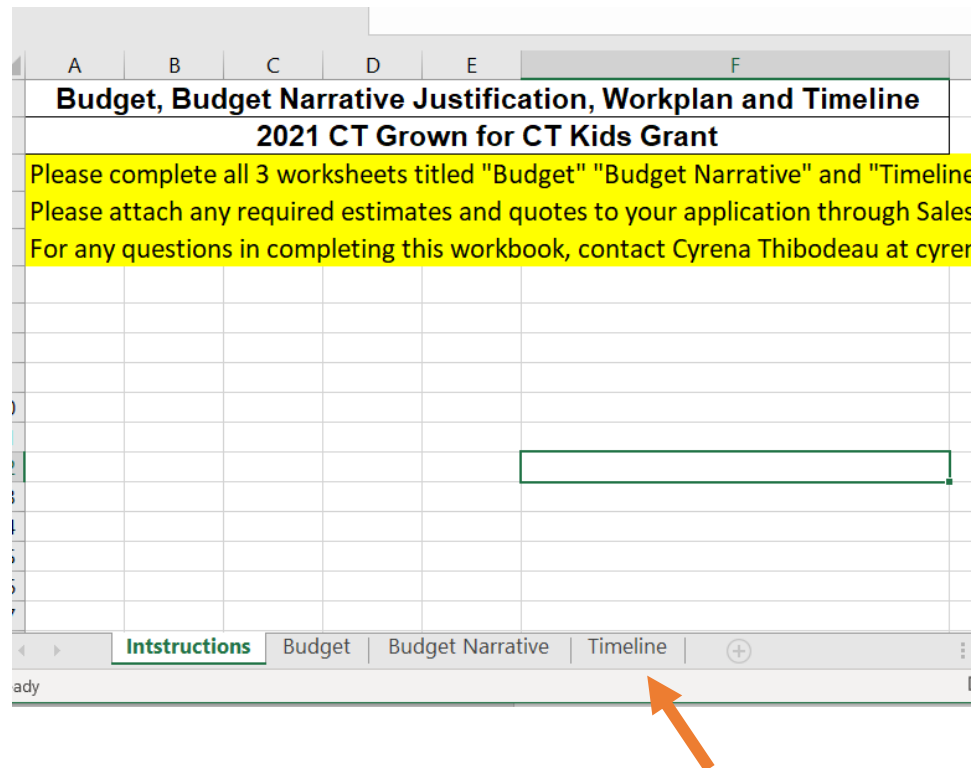 A B C D E F
Budget, Budget Narrative Justification, Workplan and Timeline
2021 CT Grown for CT Kids Grant
Please complete all 3 worksheets titled "Budget" "Budget Narrative" and "Timeline
Please attach any required estimates and quotes to your application through Sales
For any questions in completing this workbook, contact Cyrena Thibodeau at cyre
Intstructions Budget Budget Narrative Timeline
ady